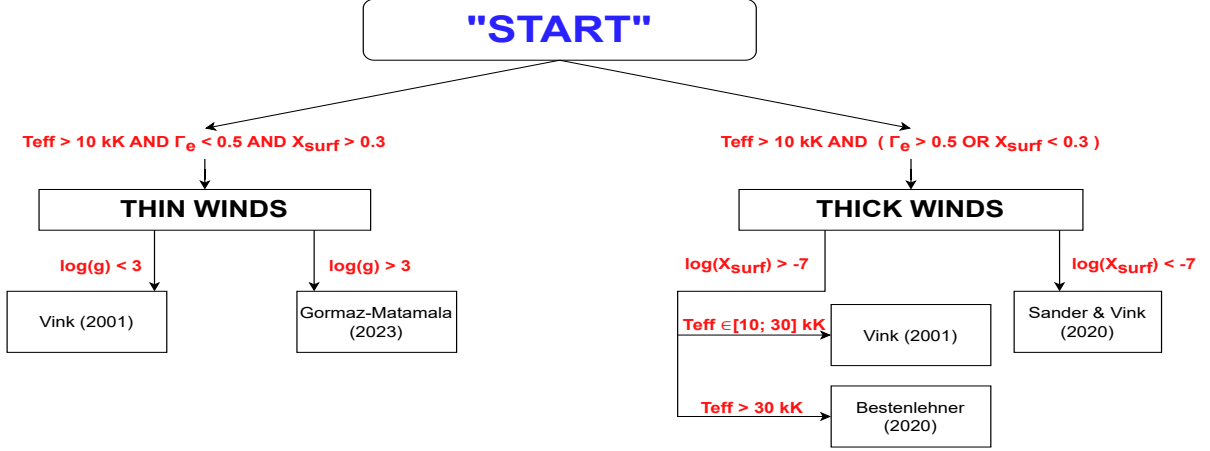 "START"
Teff > 10 kK AND Γe < 0.5 AND Xsurf > 0.3
THIN WINDS
log(g) < 3
log(g) > 3
Vink (2001)
Gormaz-Matamala
(2023)
Teff > 10 kK AND ( Γe > 0.5 OR Xsurf < 0.3 )
THICK WINDS
log(Xsurf) > -7
log(Xsurf) < -7
Teff ∈[10; 30] kK
Vink (2001)
Sander & Vink
(2020)
Teff > 30 kK
Bestenlehner
(2020)